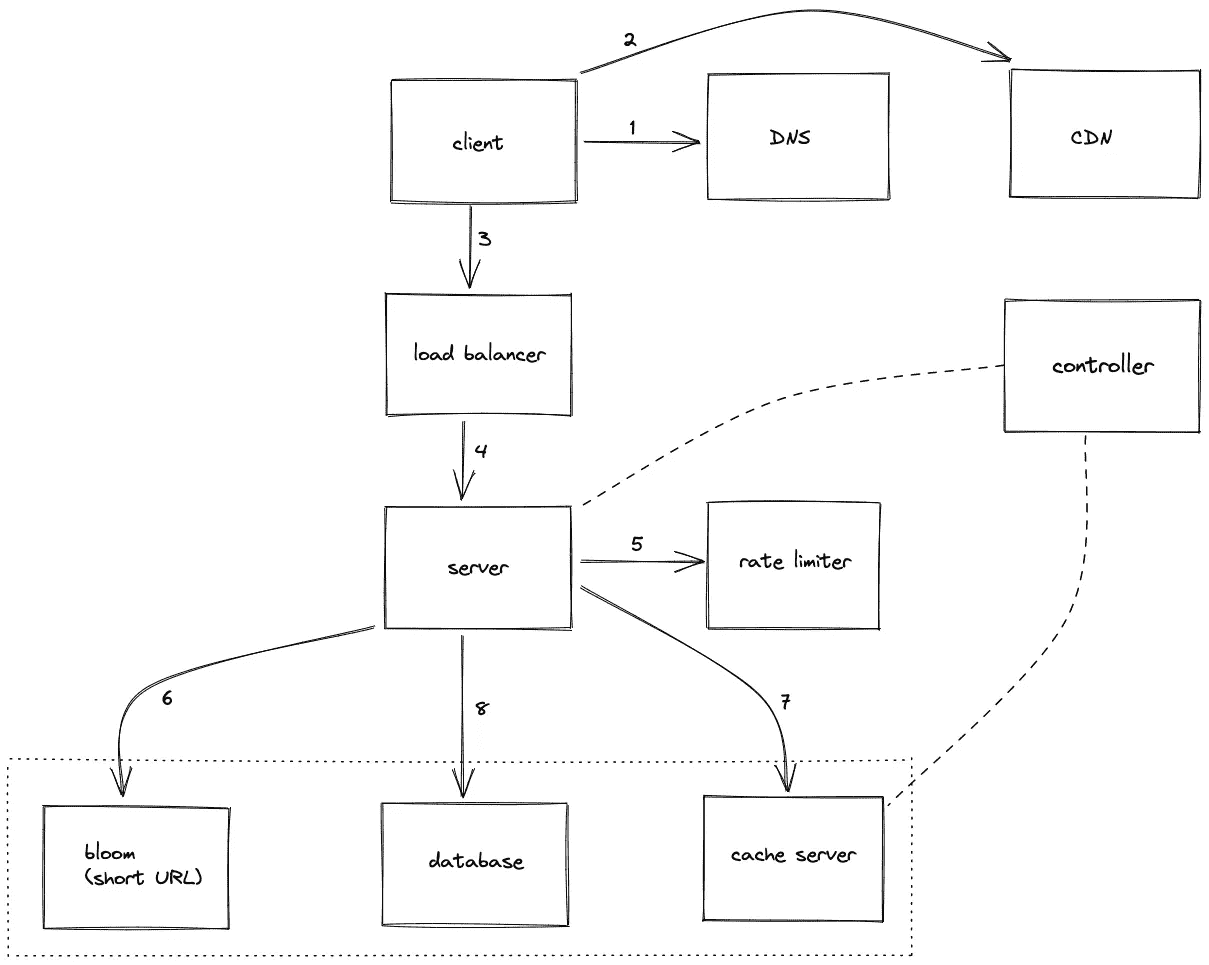 2
client
1
DNS
CDN
3
load balancer
controller
4
server
5
rate limiter
6
8
7
bloom
(short URL)
database
cache server